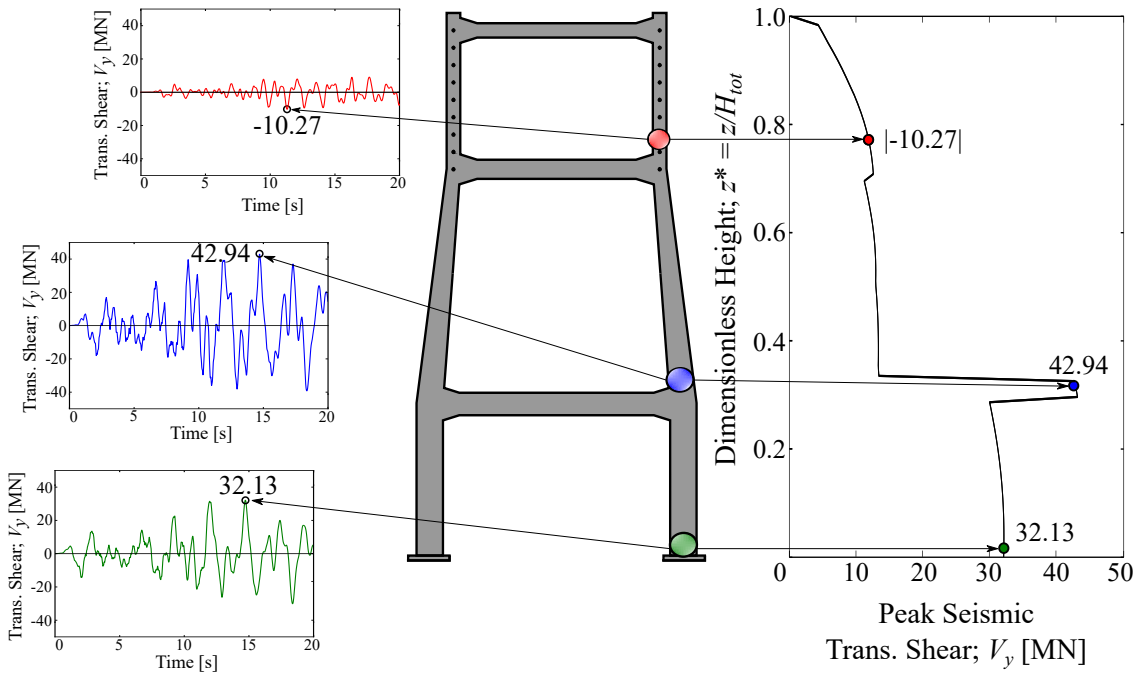 Trans. Shear; V_y [MN]
40
20
0
-20
-40
-10.27
0 5 10 15 20
Time [s]
Trans. Shear; V_y [MN]
40
20
0
-20
-40
42.94
0 5 10 15 20
Time [s]
Trans. Shear; V_y [MN]
40
20
0
-20
-40
32.13
0 5 10 15 20
Time [s]
Dimensionless Height; z* = z/H_tot
1.0
0.8
0.6
0.4
0.2
|-10.27|
42.94
32.13
0 10 20 30 40 50
Peak Seismic
Trans. Shear; V_y [MN]